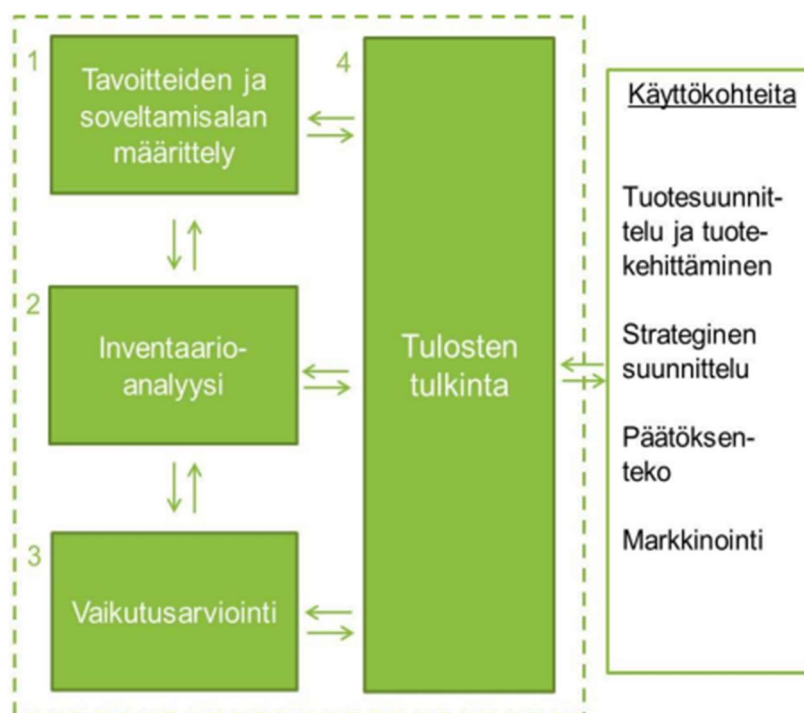 1
Tavoitteiden ja
soveltamisalan
määrittely
2
Inventaario-
analyysi
3
Vaikutusarviointi
4
Tulosten
tulkinta
Käyttökohteita
Tuotesuunnit-
telu ja tuote-
kehittäminen
Strateginen
suunnittelu
Päätöksen-
teko
Markkinointi